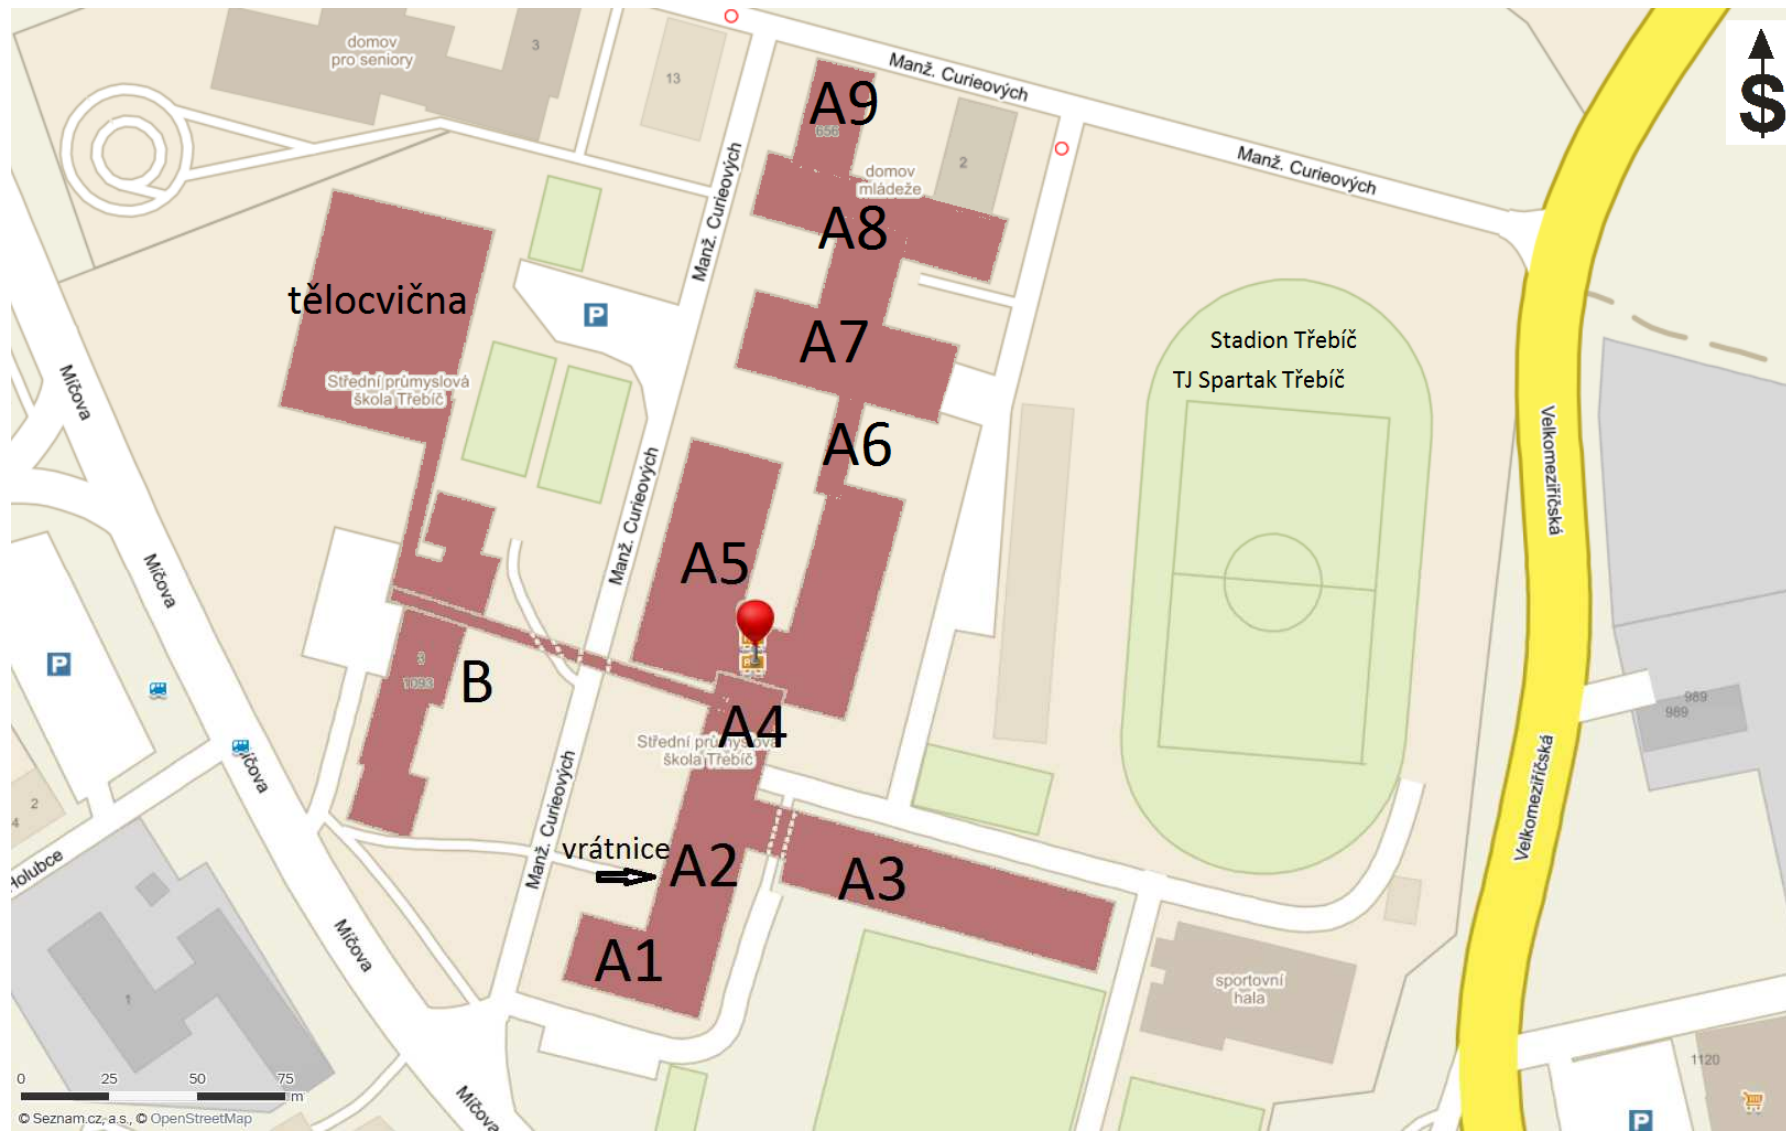 domov
pro seniory
3
13
Manž. Curieových
S
A9
656
2
domov
mládeže
Manž. Curieových
Manž. Curieových
A8
tělocvična
P
A7
Stadion Třebíč
TJ Spartak Třebíč
Střední průmyslová
škola Třebíč
Míčova
A6
Velkomeziříčská
Manž. Curieových
A5
Míčova
P
9
1093
B
A4
Střední průmyslová
škola Třebíč
989
989
Míčova
2
4
Velkomeziříčská
Manž. Curieových
vrátnice
A2
A3
Holubce
Míčova
A1
sportovní
hala
1
1120
0 25 50 75
m
Míčova
P
© Seznam.cz, a.s., © OpenStreetMap